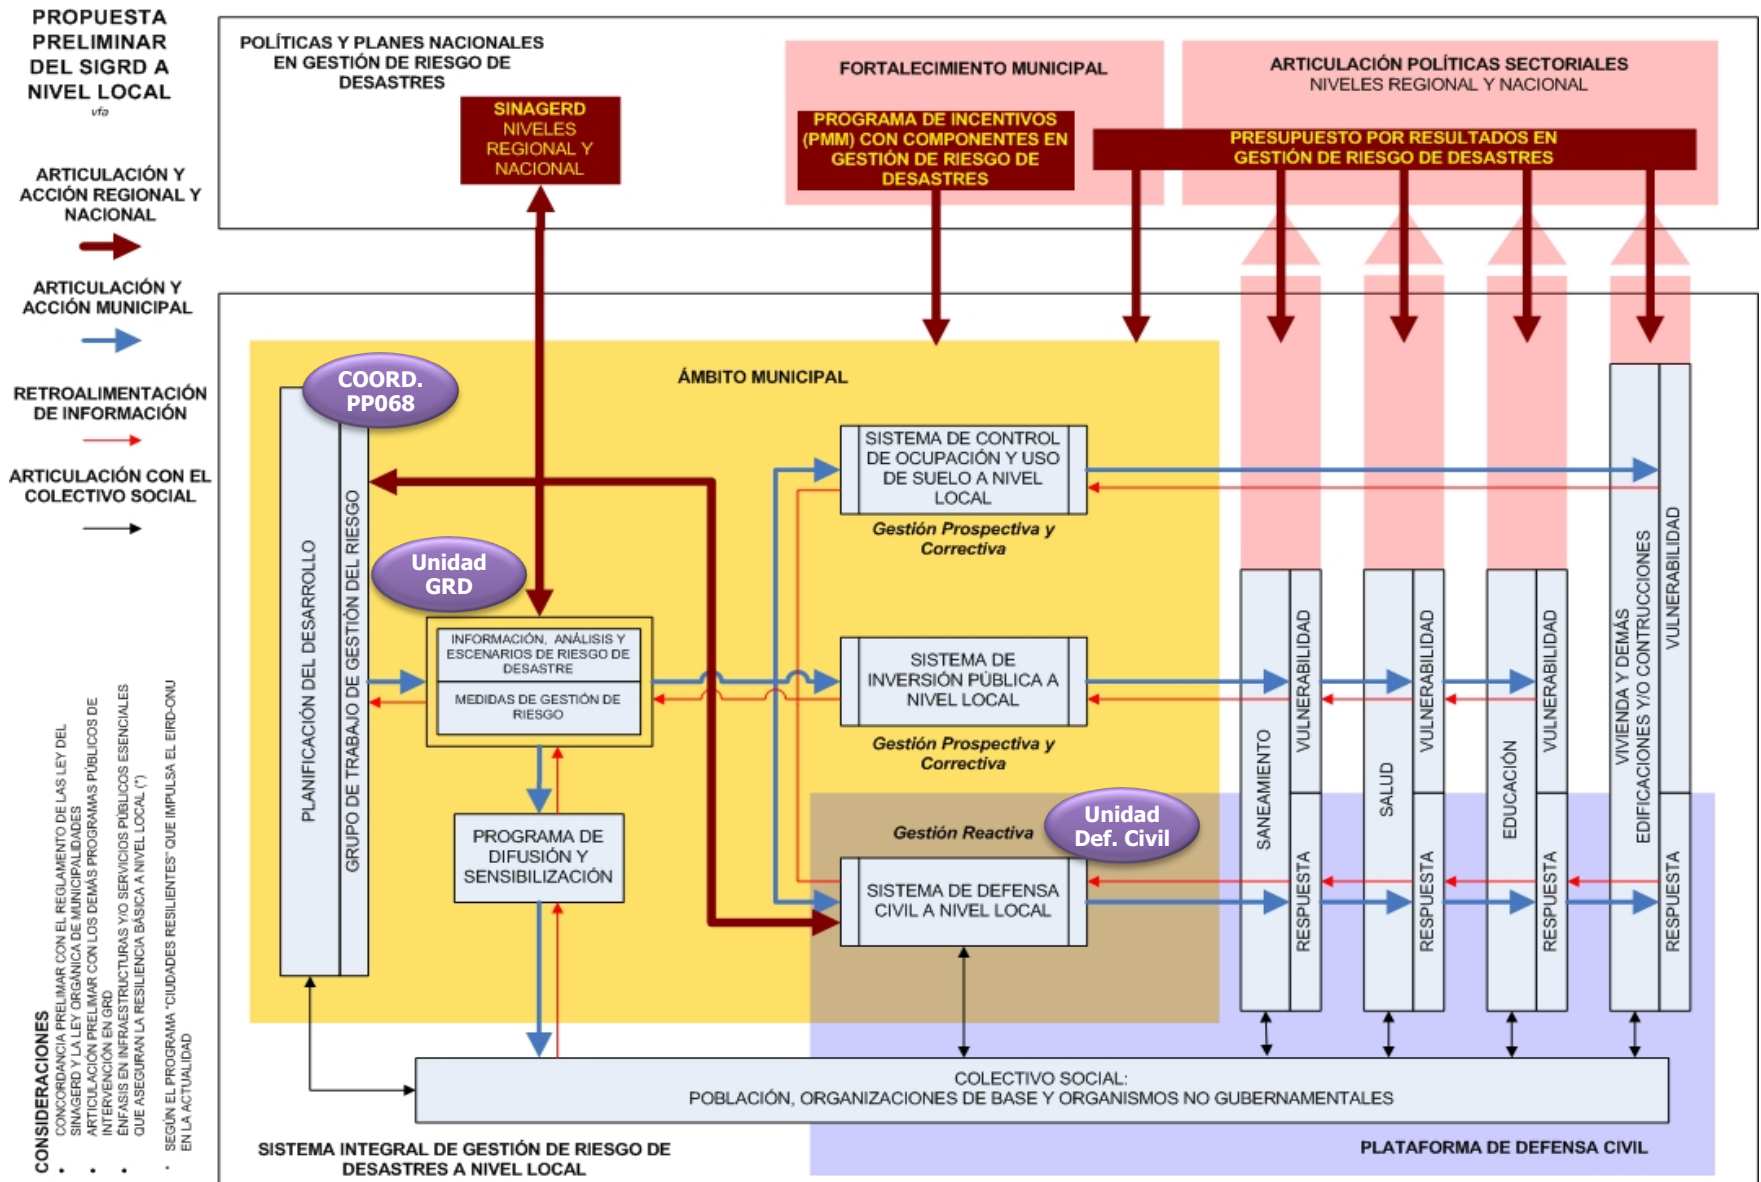 PROPUESTA
PRELIMINAR
DEL SIGRD A
NIVEL LOCAL
vfa
ARTICULACIÓN Y
ACCIÓN REGIONAL Y
NACIONAL
ARTICULACIÓN Y
ACCIÓN MUNICIPAL
RETROALIMENTACIÓN
DE INFORMACIÓN
ARTICULACIÓN CON EL
COLECTIVO SOCIAL
CONSIDERACIONES
• CONCORDANCIA PRELIMAR CON EL REGLAMENTO DE LAS LEY DEL
SINAGERD Y LA LEY ORGÁNICA DE MUNICIPALIDADES
• ARTICULACIÓN PRELIMAR CON LOS DEMÁS PROGRAMAS PÚBLICOS DE
INTERVENCIÓN EN GRD
• ÉNFASIS EN INFRAESTRUCTURAS Y/O SERVICIOS PÚBLICOS ESENCIALES
QUE ASEGURAN LA RESILIENCIA BÁSICA A NIVEL LOCAL (*)
* SEGÚN EL PROGRAMA "CIUDADES RESILIENTES" QUE IMPULSA EL EIRD-ONU
EN LA ACTUALIDAD
POLÍTICAS Y PLANES NACIONALES
EN GESTIÓN DE RIESGO DE
DESASTRES
SINAGERD
NIVELES
REGIONAL Y
NACIONAL
FORTALECIMIENTO MUNICIPAL
PROGRAMA DE INCENTIVOS
(PMM) CON COMPONENTES EN
GESTIÓN DE RIESGO DE
DESASTRES
ARTICULACIÓN POLÍTICAS SECTORIALES
NIVELES REGIONAL Y NACIONAL
PRESUPUESTO POR RESULTADOS EN
GESTIÓN DE RIESGO DE DESASTRES
ÁMBITO MUNICIPAL
COORD.
PP068
PLANIFICACIÓN DEL DESARROLLO
GRUPO DE TRABAJO DE GESTIÓN DEL RIESGO
Unidad
GRD
INFORMACIÓN, ANÁLISIS Y
ESCENARIOS DE RIESGO DE
DESASTRE
MEDIDAS DE GESTIÓN DE
RIESGO
PROGRAMA DE
DIFUSIÓN Y
SENSIBILIZACIÓN
SISTEMA DE CONTROL
DE OCUPACIÓN Y USO
DE SUELO A NIVEL
LOCAL
Gestión Prospectiva y
Correctiva
SISTEMA DE
INVERSIÓN PÚBLICA A
NIVEL LOCAL
Gestión Prospectiva y
Correctiva
Gestión Reactiva
Unidad
Def. Civil
SISTEMA DE DEFENSA
CIVIL A NIVEL LOCAL
SANEAMIENTO
VULNERABILIDAD
RESPUESTA
SALUD
VULNERABILIDAD
RESPUESTA
EDUCACIÓN
VULNERABILIDAD
RESPUESTA
VIVIENDA Y DEMÁS
EDIFICACIONES Y/O CONTRUCCIONES
VULNERABILIDAD
RESPUESTA
COLECTIVO SOCIAL:
POBLACIÓN, ORGANIZACIONES DE BASE Y ORGANISMOS NO GUBERNAMENTALES
SISTEMA INTEGRAL DE GESTIÓN DE RIESGO DE
DESASTRES A NIVEL LOCAL
PLATAFORMA DE DEFENSA CIVIL